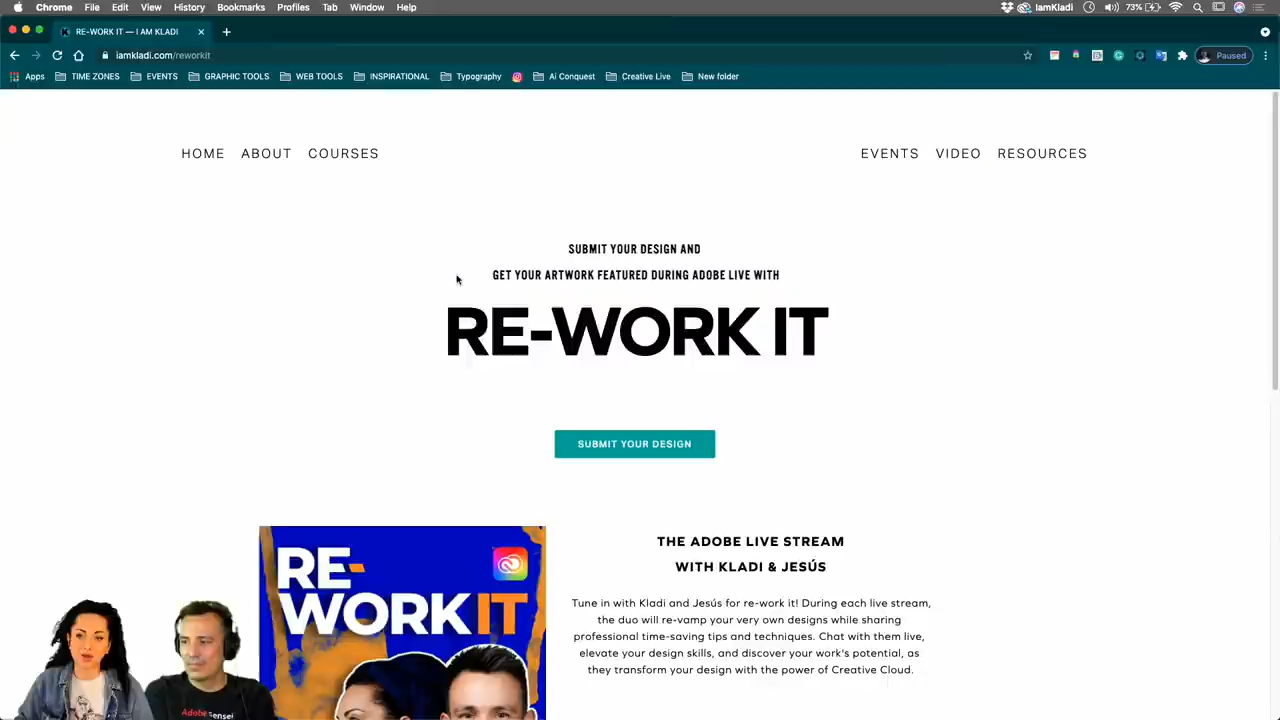 Chrome File Edit View History Bookmarks Profiles Tab Window Help IamKladi 73%
RE-WORK IT — I AM KLADI
iamkladi.com/reworkit Paused
Apps TIME ZONES EVENTS GRAPHIC TOOLS WEB TOOLS INSPIRATIONAL Typography Ai Conquest Creative Live New folder
HOME ABOUT COURSES EVENTS VIDEO RESOURCES
SUBMIT YOUR DESIGN AND
GET YOUR ARTWORK FEATURED DURING ADOBE LIVE WITH
RE-WORK IT
SUBMIT YOUR DESIGN
RE-
WORK IT
THE ADOBE LIVE STREAM
WITH KLADI & JESÚS
Tune in with Kladi and Jesús for re-work it! During each live stream,
the duo will re-vamp your very own designs while sharing
professional time-saving tips and techniques. Chat with them live,
elevate your design skills, and discover your work's potential, as
they transform your design with the power of Creative Cloud.
Adobe Sensei